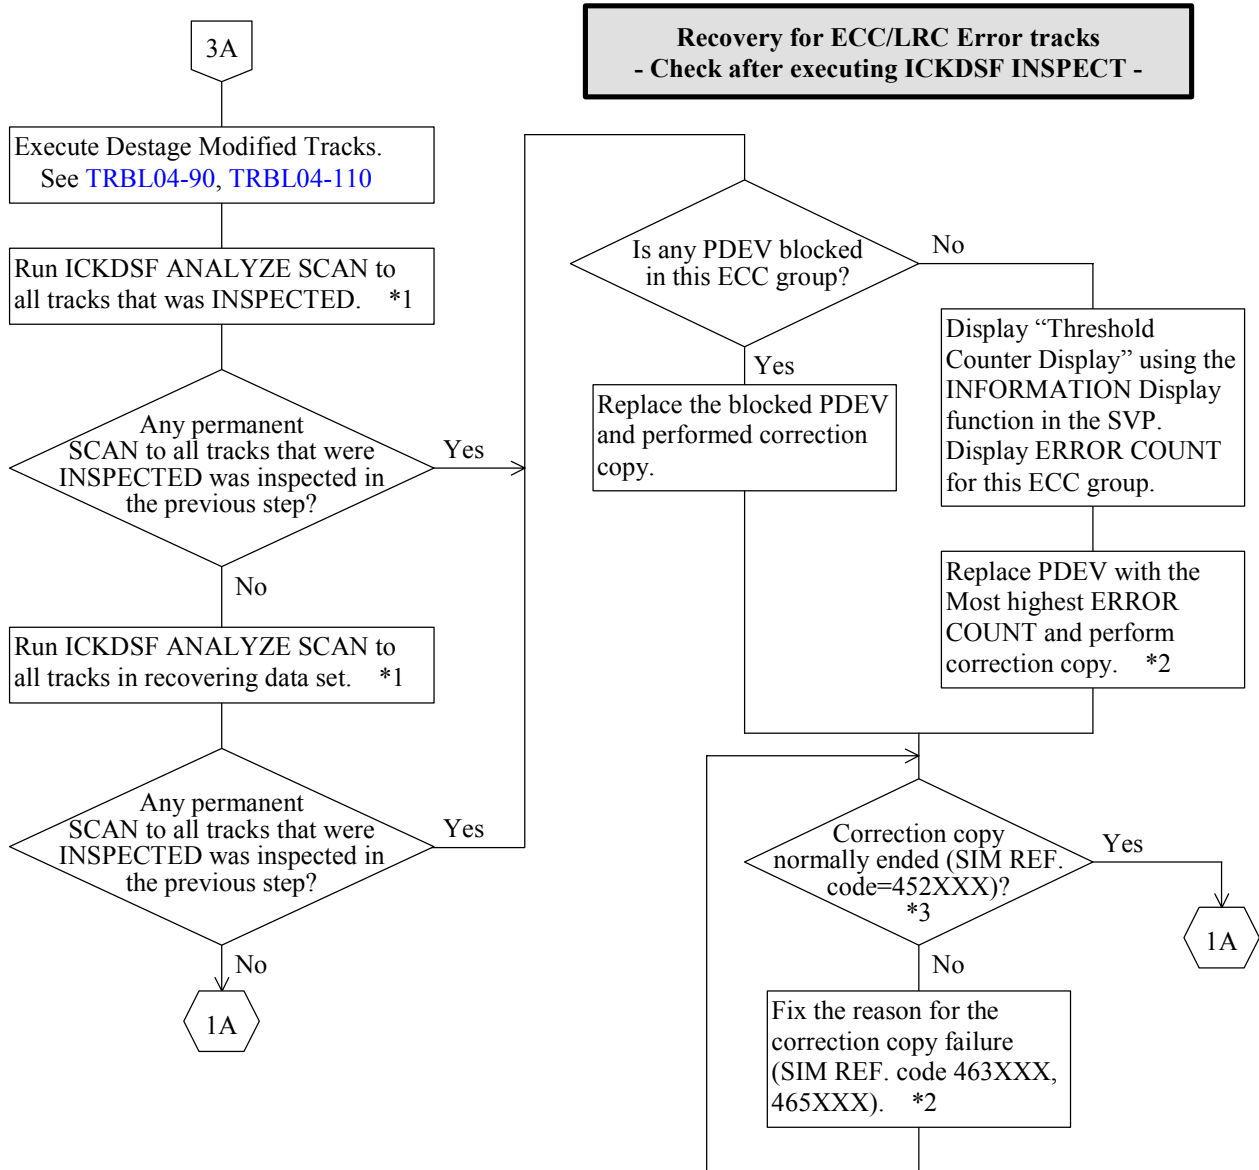 3A
Recovery for ECC/LRC Error tracks
- Check after executing ICKDSF INSPECT -
Execute Destage Modified Tracks.
See TRBL04-90, TRBL04-110
Run ICKDSF ANALYZE SCAN to
all tracks that was INSPECTED. *1
Any permanent
SCAN to all tracks that were
INSPECTED was inspected in
the previous step?
Yes
No
Run ICKDSF ANALYZE SCAN to
all tracks in recovering data set. *1
Any permanent
SCAN to all tracks that were
INSPECTED was inspected in
the previous step?
Yes
No
1A
Is any PDEV blocked
in this ECC group?
No
Yes
Replace the blocked PDEV
and performed correction
copy.
Display “Threshold
Counter Display” using the
INFORMATION Display
function in the SVP.
Display ERROR COUNT
for this ECC group.
Replace PDEV with the
Most highest ERROR
COUNT and perform
correction copy. *2
Correction copy
normally ended (SIM REF.
code=452XXX)?
*3
Yes
1A
No
Fix the reason for the
correction copy failure
(SIM REF. code 463XXX,
465XXX). *2